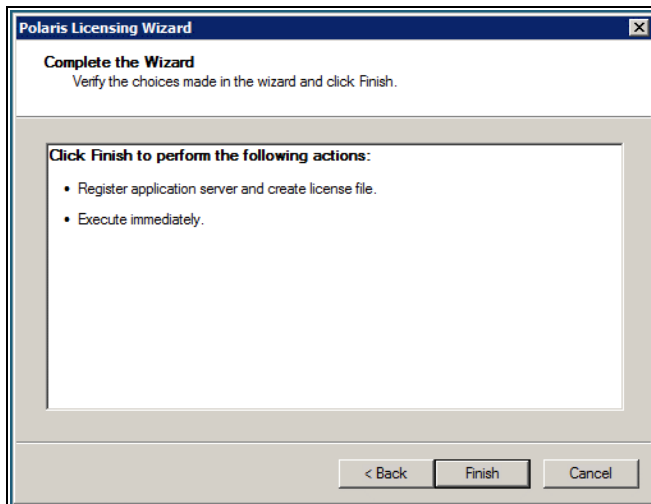 Polaris Licensing Wizard
Complete the Wizard
Verify the choices made in the wizard and click Finish.
Click Finish to perform the following actions:
• Register application server and create license file.
• Execute immediately.
< Back
Finish
Cancel